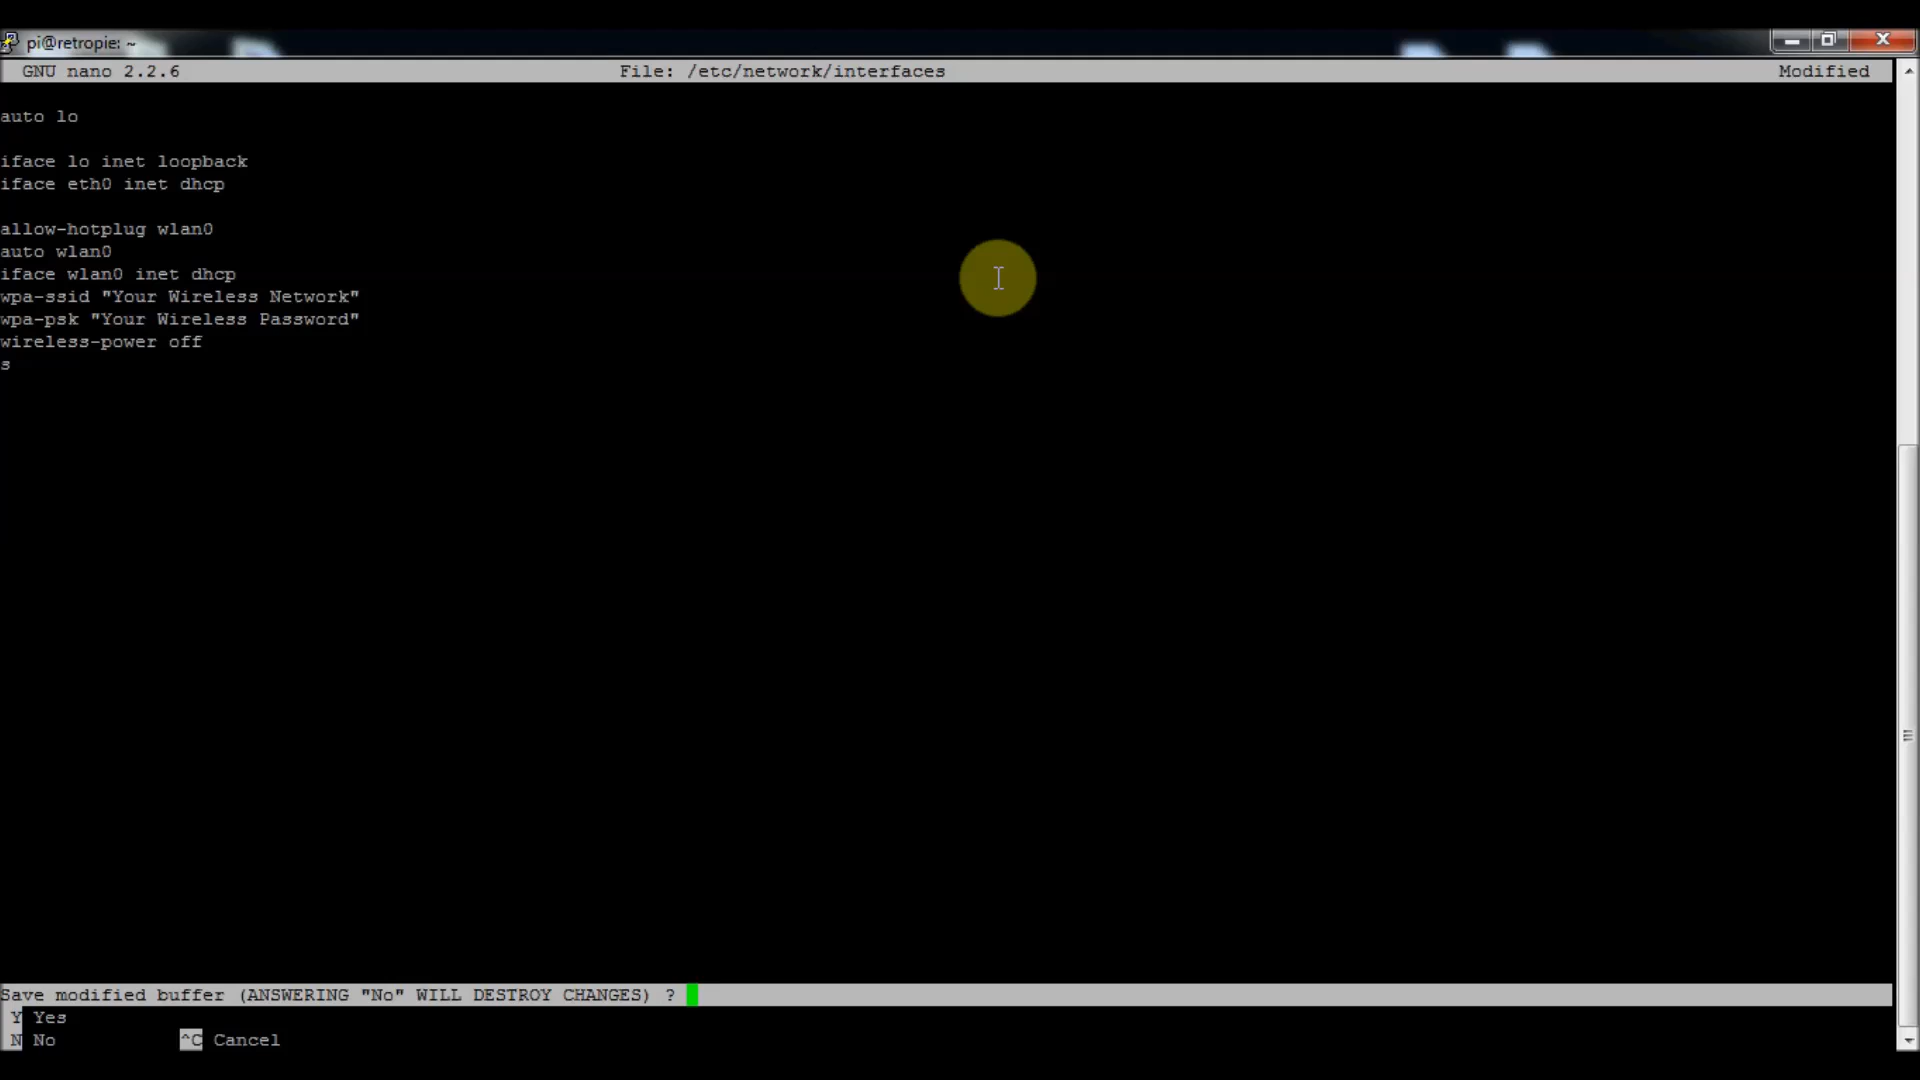 pi@retropie: ~
GNU nano 2.2.6 File: /etc/network/interfaces Modified
auto lo
iface lo inet loopback
iface eth0 inet dhcp
allow-hotplug wlan0
auto wlan0
iface wlan0 inet dhcp
wpa-ssid "Your Wireless Network"
wpa-psk "Your Wireless Password"
wireless-power off
s
Save modified buffer (ANSWERING "No" WILL DESTROY CHANGES) ?
Y Yes
N No ^C Cancel